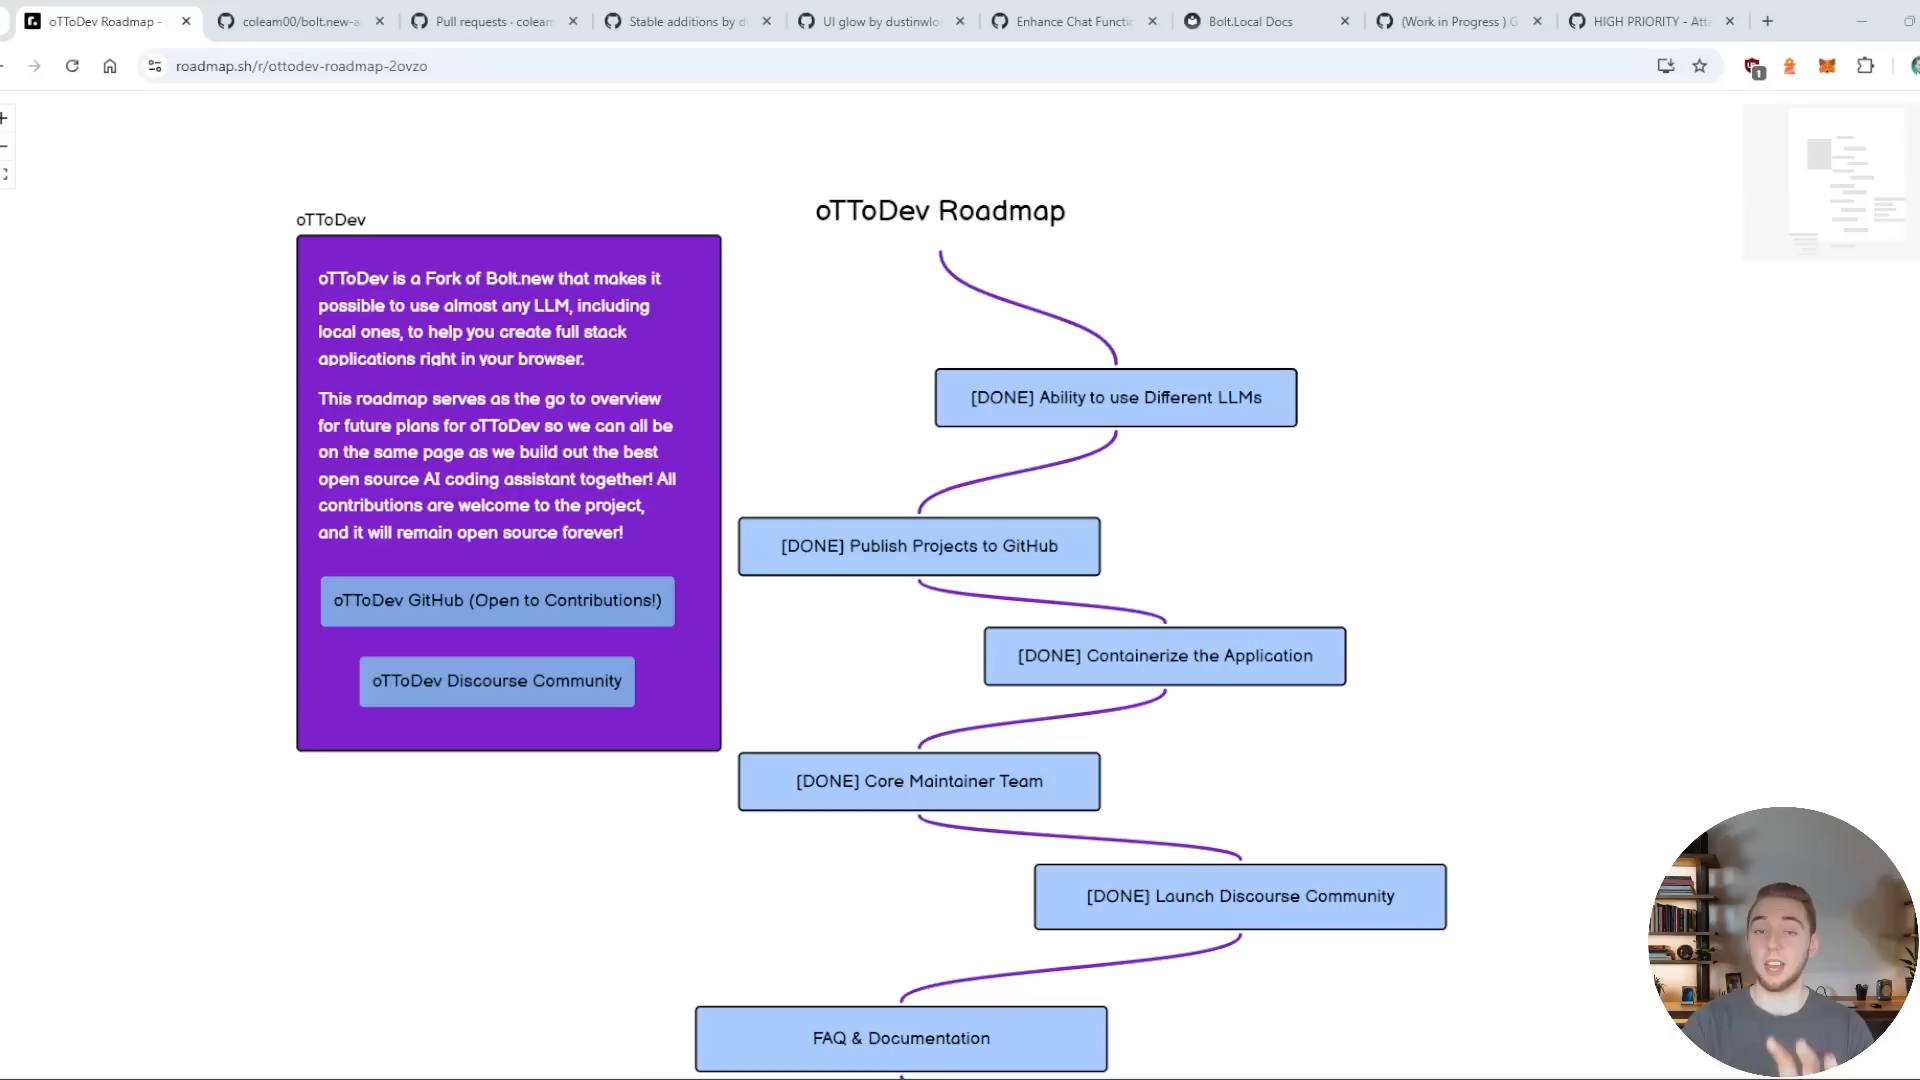 oTToDev Roadmap -
coleam00/bolt.new-a
Pull requests · coleam
Stable additions by d
UI glow by dustinwlo
Enhance Chat Functi
Bolt.Local Docs
(Work in Progress ) G
HIGH PRIORITY - Atta
roadmap.sh/r/ottodev-roadmap-2ovzo
1
oTToDev Roadmap
oTToDev
oTToDev is a Fork of Bolt.new that makes it
possible to use almost any LLM, including
local ones, to help you create full stack
applications right in your browser.
This roadmap serves as the go to overview
for future plans for oTToDev so we can all be
on the same page as we build out the best
open source AI coding assistant together! All
contributions are welcome to the project,
and it will remain open source forever!
oTToDev GitHub (Open to Contributions!)
oTToDev Discourse Community
[DONE] Ability to use Different LLMs
[DONE] Publish Projects to GitHub
[DONE] Containerize the Application
[DONE] Core Maintainer Team
[DONE] Launch Discourse Community
FAQ & Documentation